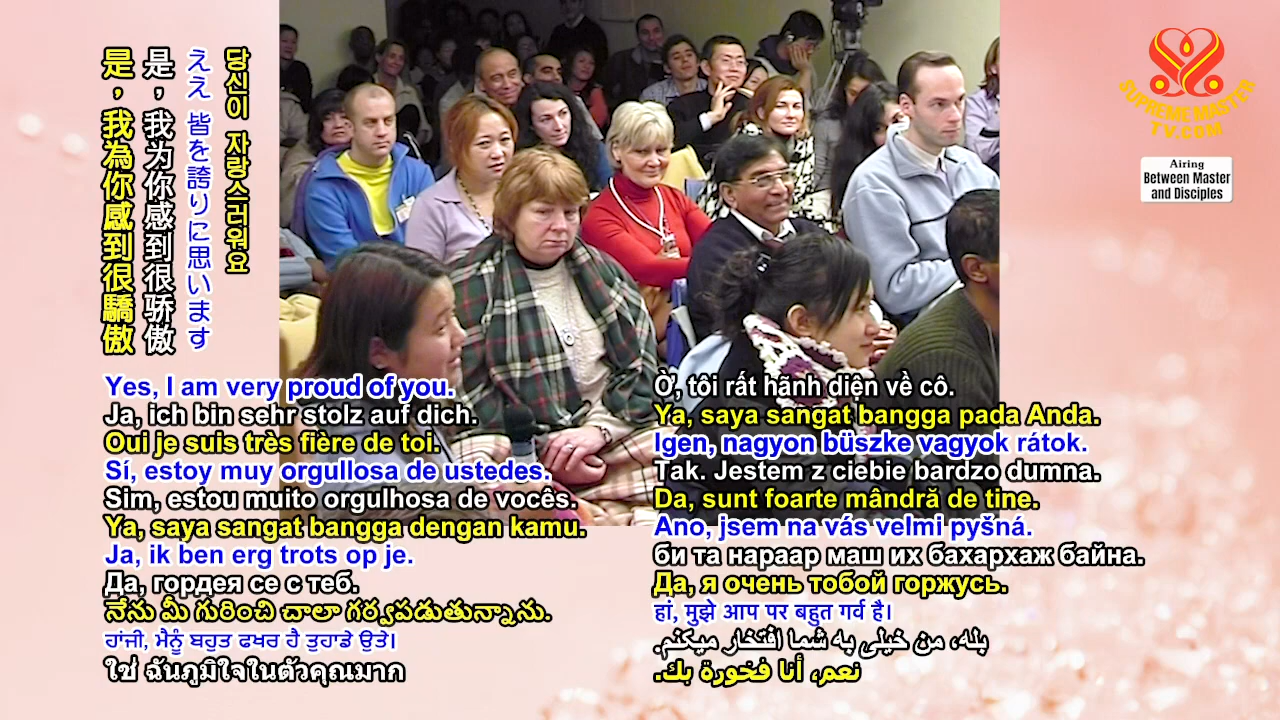 是，我為你感到很驕傲
是，我为你感到很骄傲
ええ 皆を誇りに思います
당신이 자랑스러워요
SUPREME MASTER
TV.COM
Airing
Between Master
and Disciples
Yes, I am very proud of you.
Ja, ich bin sehr stolz auf dich.
Oui je suis très fière de toi.
Sí, estoy muy orgullosa de ustedes.
Sim, estou muito orgulhosa de vocês.
Ya, saya sangat bangga dengan kamu.
Ja, ik ben erg trots op je.
Да, гордея се с теб.
నేను మీ గురించి చాలా గర్వపడుతున్నాను.
ਹਾਂਜੀ, ਮੈਨੂੰ ਬਹੁਤ ਫਖਰ ਹੈ ਤੁਹਾਡੇ ਉਤੇ।
ใช่ ฉันภูมิใจในตัวคุณมาก
Ờ, tôi rất hãnh diện về cô.
Ya, saya sangat bangga pada Anda.
Igen, nagyon büszke vagyok rátok.
Tak. Jestem z ciebie bardzo dumna.
Da, sunt foarte mândră de tine.
Ano, jsem na vás velmi pyšná.
би та нараар маш их бахархаж байна.
Да, я очень тобой горжусь.
हां, मुझे आप पर बहुत गर्व है।
بله، من خیلی به شما افتخار میکنم.
نعم، أنا فخورة بك.